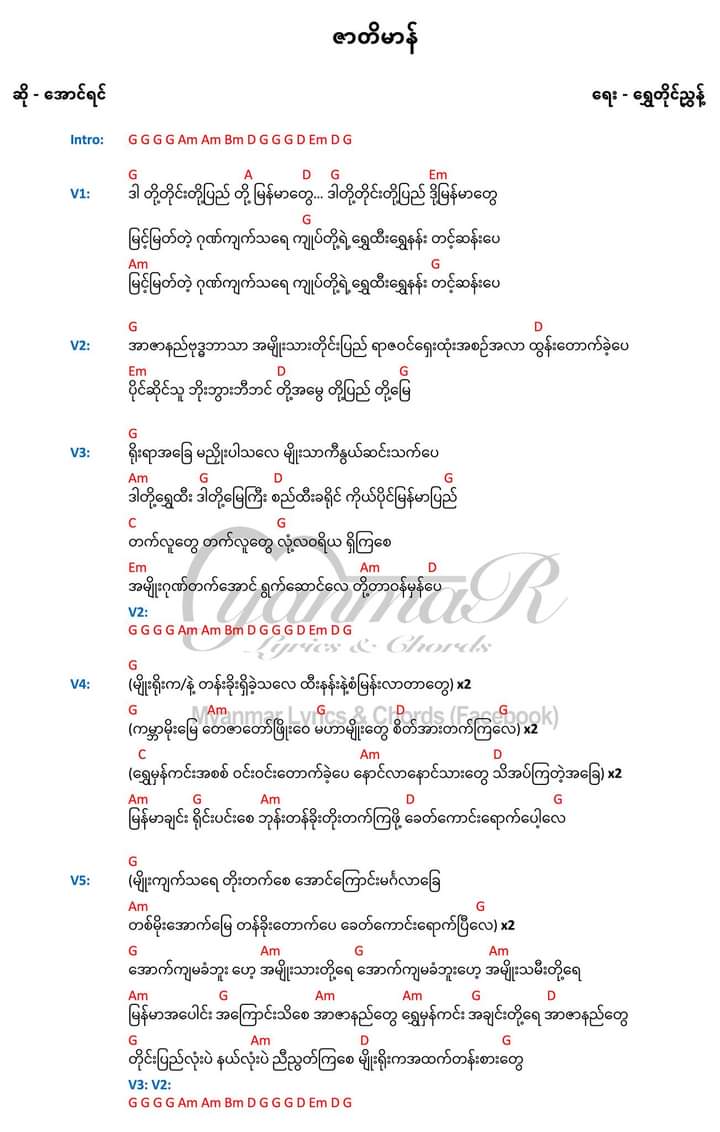 ဇာတိမာန်
ဆို - အောင်ရင်
ရေး - ရွှေတိုင်ညွှန့်
Intro: G G G G Am Am Bm D G G G D Em D G
G A D G Em
V1: ဒါ တို့တိုင်းတို့ပြည် တို့ မြန်မာတွေ... ဒါတို့တိုင်းတို့ပြည် ဒို့မြန်မာတွေ
G
မြင့်မြတ်တဲ့ ဂုဏ်ကျက်သရေ ကျုပ်တို့ရဲ့ရွှေထီးရွှေနန်း တင့်ဆန်းပေ
Am G
မြင့်မြတ်တဲ့ ဂုဏ်ကျက်သရေ ကျုပ်တို့ရဲ့ရွှေထီးရွှေနန်း တင့်ဆန်းပေ
G D
V2: အာဇာနည်ဗုဒ္ဓဘာသာ အမျိုးသားတိုင်းပြည် ရာဇဝင်ရှေးထုံးအစဉ်အလာ ထွန်းတောက်ခဲ့ပေ
Em D G
ပိုင်ဆိုင်သူ ဘိုးဘွားဘီဘင် တို့အမွေ တို့ပြည် တို့မြေ
G
V3: ရိုးရာအခြေ မညှိုးပါသလေ မျိုးသာကီနွယ်ဆင်းသက်ပေ
Am G D G
ဒါတို့ရွှေထီး ဒါတို့မြေကြီး စည်ထီးခရိုင် ကိုယ်ပိုင်မြန်မာပြည်
C G
တက်လူတွေ တက်လူတွေ လုံ့လဝရိယ ရှိကြစေ
Em Am D
အမျိုးဂုဏ်တက်အောင် ရွက်ဆောင်လေ တို့တာဝန်မှန်ပေ
V2:
G G G G Am Am Bm D G G G D Em D G
MyanmaR
Lyrics & Chords
G
V4: (မျိုးရိုးက/နဲ့ တန်းခိုးရှိခဲ့သလေ ထီးနန်းနဲ့စံမြန်းလာတာတွေ) x2
Myanmar Lyrics & Chords (Facebook)
G Am G D G
(ကမ္ဘာမိုးမြေ တေဇာတော်ဖြိုးဝေ မဟာမျိုးတွေ စိတ်အားတက်ကြလေ) x2
C Am D
(ရွှေမှန်ကင်းအစစ် ဝင်းဝင်းတောက်ခဲ့ပေ နောင်လာနောင်သားတွေ သိအပ်ကြတဲ့အခြေ) x2
Am G Am D G
မြန်မာချင်း ရိုင်းပင်းစေ ဘုန်းတန်ခိုးတိုးတက်ကြဖို့ ခေတ်ကောင်းရောက်ပေါ့လေ
G
V5: (မျိုးကျက်သရေ တိုးတက်စေ အောင်ကြောင်းမင်္ဂလာခြေ
Am G
တစ်မိုးအောက်မြေ တန်ခိုးတောက်ပေ ခေတ်ကောင်းရောက်ပြီလေ) x2
G Am G Am
အောက်ကျမခံဘူး ဟေ့ အမျိုးသားတို့ရေ အောက်ကျမခံဘူးဟေ့ အမျိုးသမီးတို့ရေ
Am G Am Am G D
မြန်မာအပေါင်း အကြောင်းသိစေ အာဇာနည်တွေ ရွှေမှန်ကင်း အချင်းတို့ရေ အာဇာနည်တွေ
G Am D G
တိုင်းပြည်လုံးပဲ နယ်လုံးပဲ ညီညွတ်ကြစေ မျိုးရိုးကအထက်တန်းစားတွေ
V3: V2:
G G G G Am Am Bm D G G G D Em D G